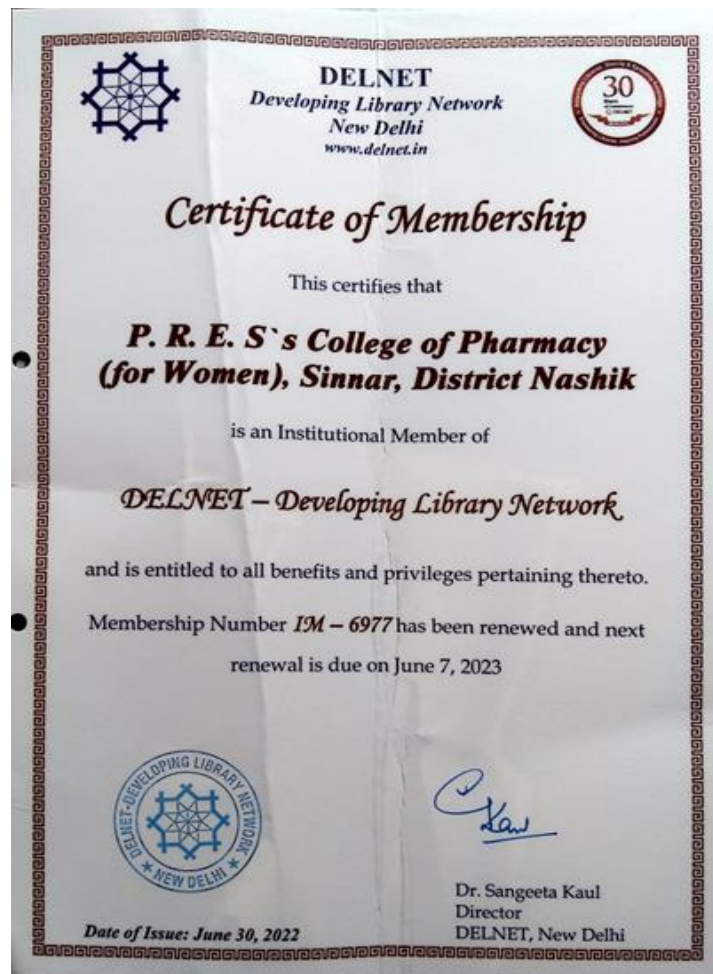 DELNET
Developing Library Network
New Delhi
www.delnet.in
30
Certificate of Membership
This certifies that
P. R. E. S`s College of Pharmacy
(for Women), Sinnar, District Nashik
is an Institutional Member of
DELNET – Developing Library Network
and is entitled to all benefits and privileges pertaining thereto.
Membership Number IM – 6977 has been renewed and next
renewal is due on June 7, 2023
DELNET-DEVELOPING LIBRARY NETWORK
★ NEW DELHI ★
Kaul
Dr. Sangeeta Kaul
Director
DELNET, New Delhi
Date of Issue: June 30, 2022